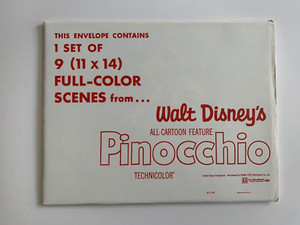 THIS ENVELOPE CONTAINS
1 SET OF
9 (11 x 14)
FULL-COLOR
SCENES from...
Walt Disney's
ALL-CARTOON FEATURE
Pinocchio
TECHNICOLOR®
G